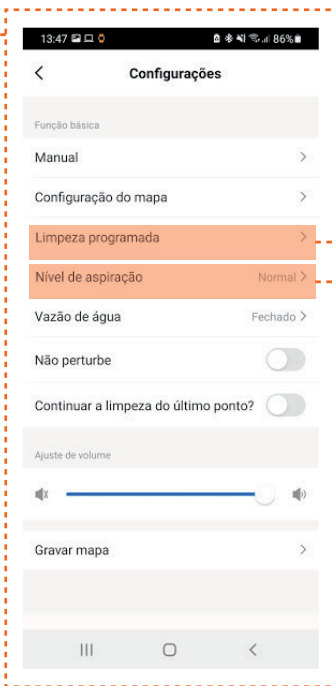 13:47 86%
Configurações
Função básica
Manual
Configuração do mapa
Limpeza programada
Nível de aspiração Normal
Vazão de água Fechado
Não perturbe
Continuar a limpeza do último ponto?
Ajuste de volume
Gravar mapa